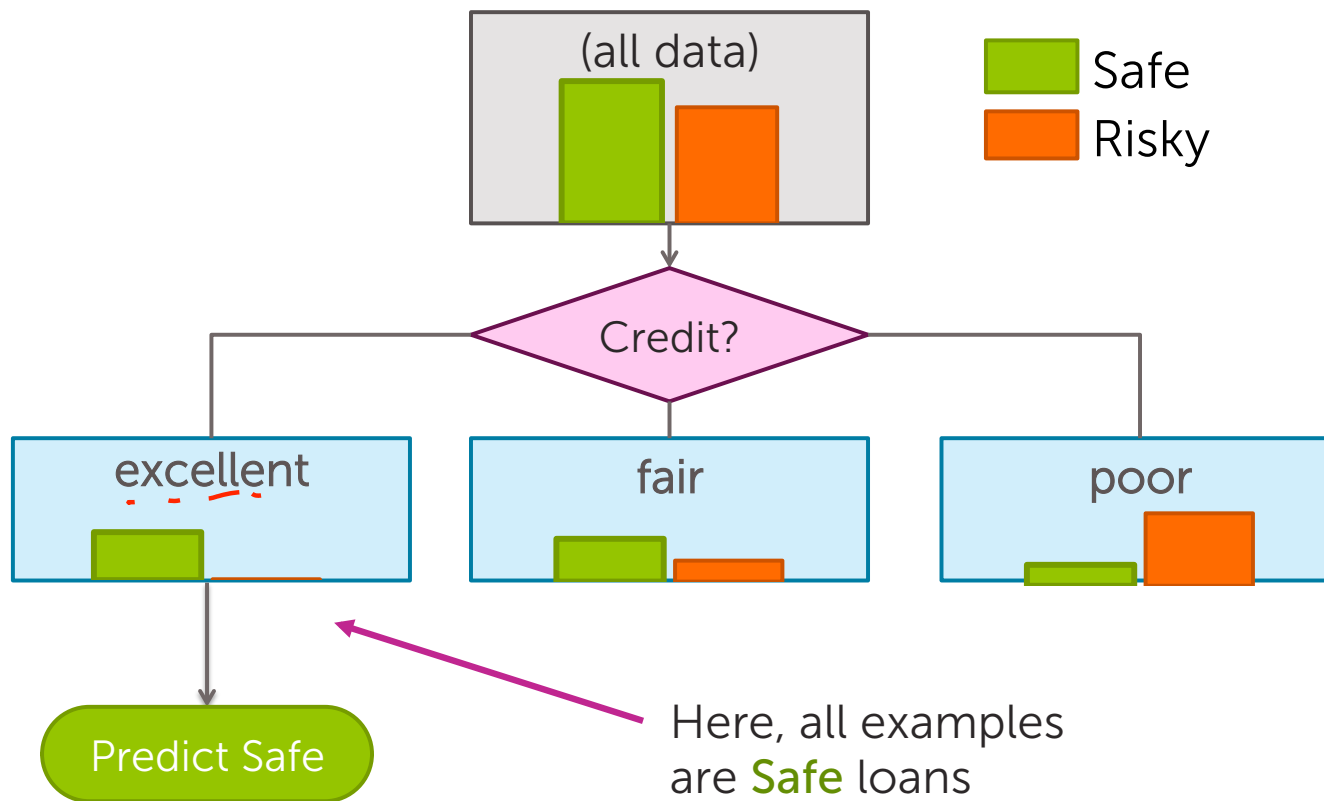 (all data)
Safe
Risky
Credit?
excellent
fair
poor
Predict Safe
Here, all examples
are Safe loans